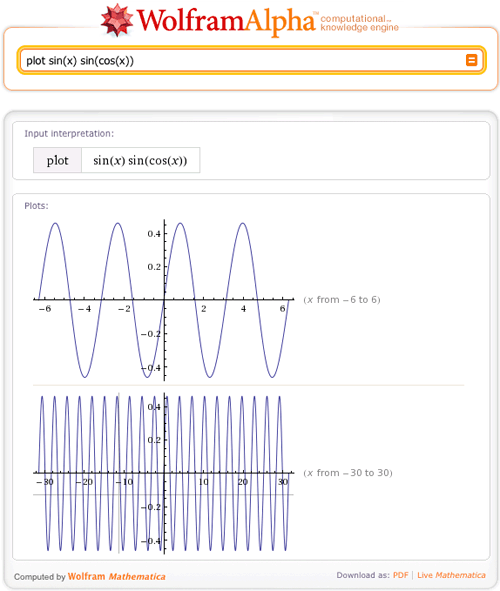 WolframAlpha™ computational... knowledge engine
plot sin(x) sin(cos(x))
Input interpretation:
plot sin(x) sin(cos(x))
Plots:
0.4
0.2
−6 −4 −2 2 4 6
(x from −6 to 6)
−0.2
−0.4
0.4
0.2
−30 −20 −10 10 20 30
(x from −30 to 30)
−0.2
−0.4
Computed by Wolfram Mathematica
Download as: PDF | Live Mathematica